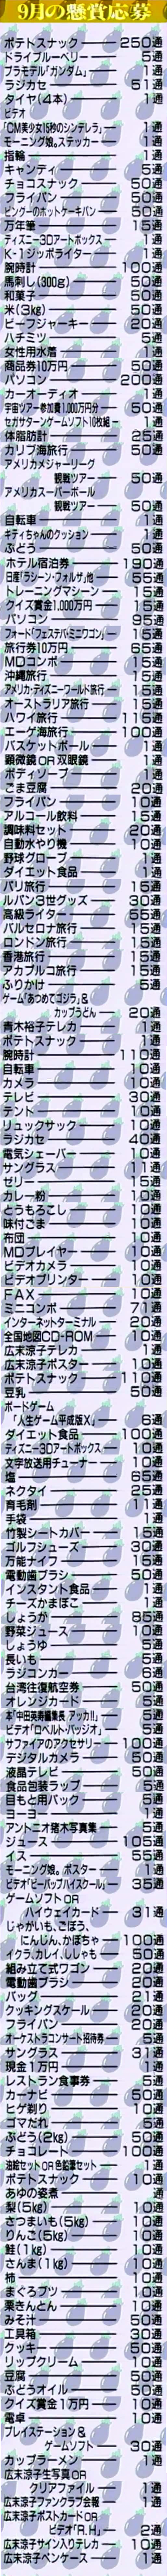 9月の懸賞応募
ポテトスナック 250通
ドライブルーベリー 5通
プラモデル「ガンダム」 1通
ラジカセ 51通
タイヤ(4本) 1通
ビデオ
「CM美少女15秒のシンデレラ」 1通
モーニング娘。ステッカー 1通
指輪 1通
キャンディ 5通
チョコスナック 50通
フライパン 50通
ピングーのホットケーキパン 50通
万年筆 15通
ディズニー3Dアートボックス 1通
K-1ジッポライター 1通
腕時計 100通
馬刺し(300g) 50通
和菓子 50通
米(3kg) 50通
ビーフジャーキー 20通
ハチミツ 5通
女性用水着 1通
商品券10万円 50通
パソコン 200通
カーオーディオ 1通
宇宙ツアー参加費1,000万円分 50通
セガサターンゲームソフト10枚組 1通
体脂肪計 25通
カリブ海旅行 50通
アメリカメジャーリーグ
観戦ツアー 50通
アメリカスーパーボール
観戦ツアー 50通
自転車 1通
キティちゃんのクッション 1通
ぶどう 50通
ホテル宿泊券 190通
日産「ラシーン・フォルザ」他 55通
トレーニングマシーン 5通
クイズ賞金1,000万円 15通
パソコン 95通
フォード「フェスティバ・ミニワゴン」 15通
旅行券10万円 65通
MDコンポ 15通
沖縄旅行 15通
アメリカ・ディズニーワールド旅行 15通
オーストラリア旅行 15通
ハワイ旅行 115通
エーゲ海旅行 100通
バスケットボール 1通
顕微鏡OR双眼鏡 1通
ボディソープ 1通
ごま豆腐 20通
フライパン 10通
アルコール飲料 5通
調味料セット 20通
自動水やり機 10通
野球グローブ 1通
ダイエット食品 1通
パリ旅行 15通
ルパン3世グッズ 30通
高級ライター 55通
バルセロナ旅行 15通
ロンドン旅行 15通
香港旅行 15通
アカプルコ旅行 15通
ふりかけ 5通
ゲーム「あつめてゴジラ」&
カップうどん 20通
青木裕子テレカ 1通
ポテトスナック 1通
腕時計 110通
自転車 10通
カメラ 10通
テレビ 30通
テント 10通
リュックサック 10通
ラジカセ 40通
電気シェーバー 10通
サングラス 11通
ゼリー 15通
カレー粉 10通
とうもろこし 10通
味付ごま 10通
布団 10通
MDプレイヤー 10通
ビデオカメラ 10通
ビデオプリンター 10通
FAX 10通
ミニコンポ 71通
インターネットターミナル 20通
全国地図CD-ROM 10通
広末涼子テレカ 1通
広末涼子ポスター 10通
ポテトスナック 110通
豆乳 50通
ボードゲーム
「人生ゲーム平成版X」 6通
ダイエット食品 100通
ディズニー3Dアートボックス 10通
文字放送用チューナー 10通
塩 65通
ネクタイ 25通
育毛剤 11通
手袋 1通
竹製シートカバー 15通
ゴルフシューズ 30通
万能ナイフ 15通
電動歯ブラシ 50通
インスタント食品 1通
チーズかまぼこ 1通
しょうが 85通
野菜ジュース 10通
しょうゆ 5通
長いも 5通
ラジコンカー 6通
台湾往復航空券 50通
オレンジカード 5通
本「中田英寿編集長 アッカ!!」 5通
ビデオ「ロベルト・バッジオ」 5通
サファイアのアクセサリー 100通
デジタルカメラ 50通
液晶テレビ 50通
食品包装ラップ 5通
目もと用パック 5通
ヨーヨー 1通
アントニオ猪木写真集 5通
ジュース 105通
イス 55通
モーニング娘。ポスター 1通
ビデオ「ビーバップハイスクール」 35通
ゲームソフトOR
ハイウェイカード 31通
じゃがいも、ごぼう、
にんじん、かぼちゃ 100通
イクラ、カレイ、ししゃも 50通
組み立て式ワゴン 20通
電動歯ブラシ 20通
バッグ 21通
クッキングスケール 20通
フライパン 20通
オーケストラコンサート招待券 5通
サングラス 31通
現金1万円 1通
レストラン食事券 5通
カーナビ 50通
ヒゲ剃り 10通
ゴマだれ 5通
ぶどう(2kg) 50通
チョコレート 100通
油絵セットOR色鉛筆セット 1通
ポテトスナック 10通
あゆの姿煮 1通
梨(5kg) 10通
さつまいも(5kg) 10通
りんご(5kg) 10通
鮭(1kg) 10通
さんま(1kg) 10通
柿 10通
まぐろブツ 10通
栗きんとん 10通
みそ汁 50通
工具箱 30通
クッキー 50通
リップクリーム 10通
豆腐 50通
ぶどうオイル 50通
クイズ賞金1万円 10通
電卓 10通
プレイステーション&
ゲームソフト 30通
カップラーメン 1通
広末涼子生写真OR
クリアファイル 1通
広末涼子ファンクラブ会報 1通
広末涼子ポストカードOR
ビデオ「R.H」 2通
広末涼子サイン入りテレカ 10通
広末涼子ペンケース 1通